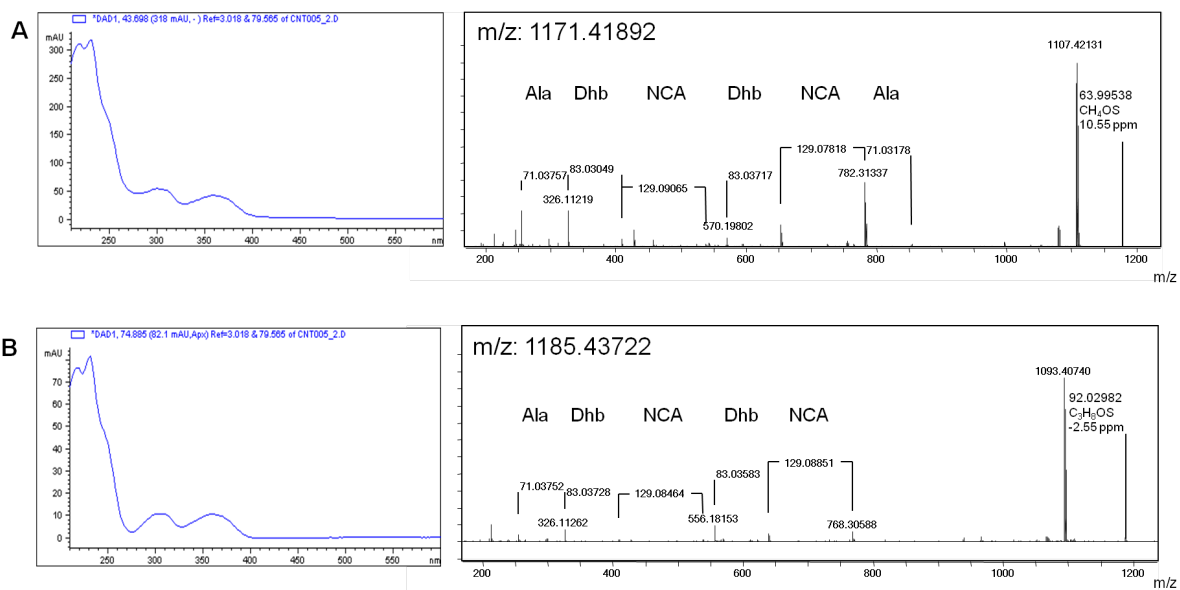 A
*DAD1, 43.698 (318 mAU, - ) Ref=3.018 & 79.565 of CNT005_2.D
mAU
300
250
200
150
100
50
0
250 300 350 400 450 500 550 nm
m/z: 1171.41892
1107.42131
63.99538
CH₄OS
10.55 ppm
Ala Dhb NCA Dhb NCA Ala
129.07818 71.03178
71.03757 83.03049 83.03717 782.31337
129.09065
326.11219
570.19802
200 400 600 800 1000 1200
m/z
B
*DAD1, 74.885 (82.1 mAU,Apx) Ref=3.018 & 79.565 of CNT005_2.D
mAU
70
60
50
40
30
20
10
0
250 300 350 400 450 500 550 nm
m/z: 1185.43722
1093.40740
92.02982
C₃H₈OS
-2.55 ppm
Ala Dhb NCA Dhb NCA
129.08851
83.03583
71.03752 83.03728 129.08464
326.11262 556.18153 768.30588
200 400 600 800 1000 1200
m/z